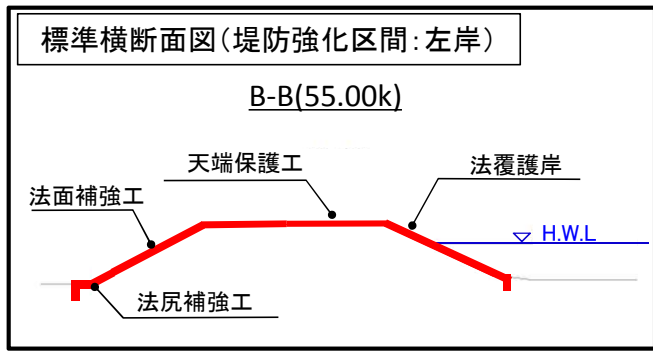 標準横断面図(堤防強化区間:左岸)
B-B(55.00k)
天端保護工
法覆護岸
法面補強工
H.W.L
法尻補強工